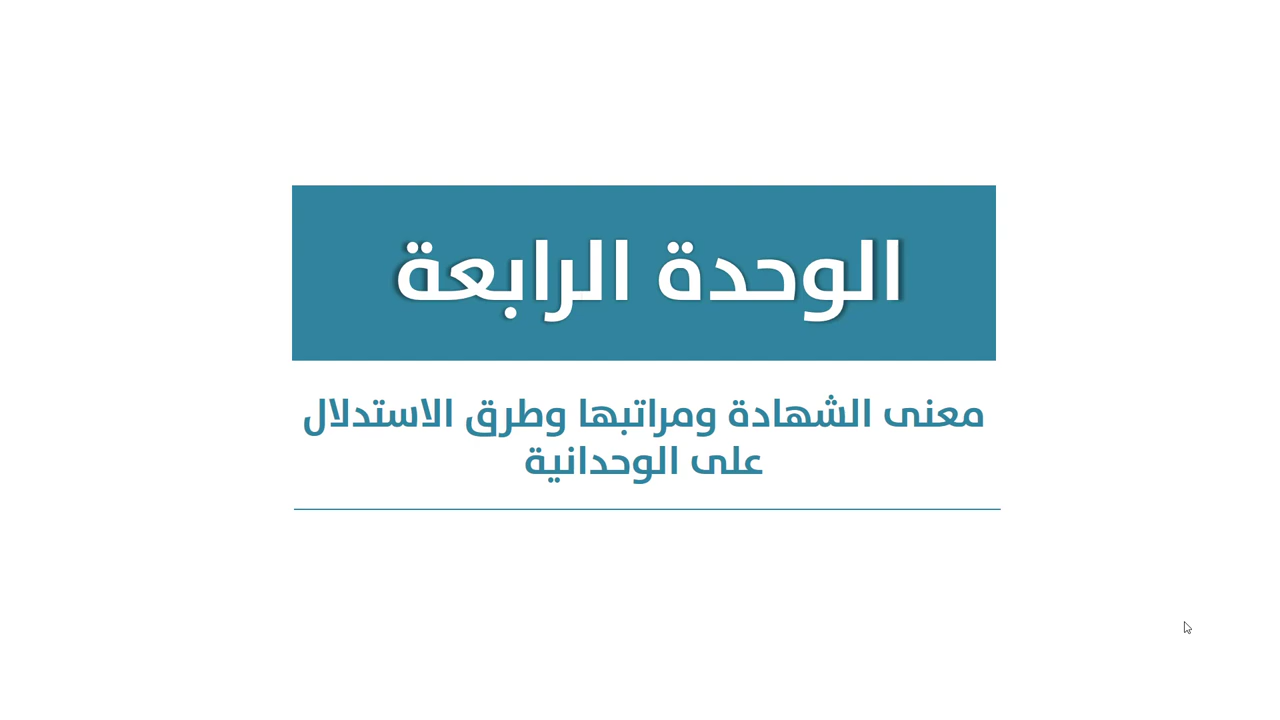 الوحدة الرابعة
معنى الشهادة ومراتبها وطرق الاستدلال
على الوحدانية